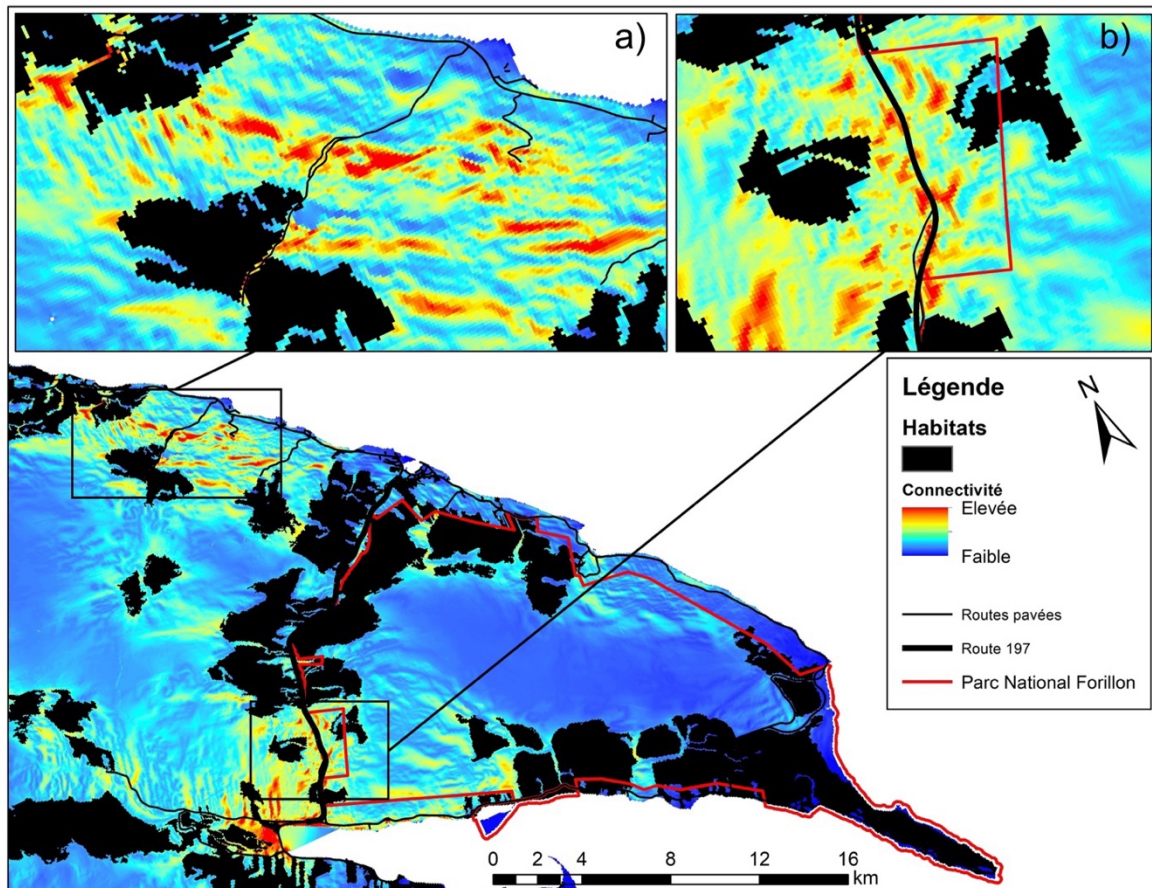 a)
b)
Légende
N
Habitats
Connectivité
Elevée
Faible
Routes pavées
Route 197
Parc National Forillon
0 2 4 8 12 16
km